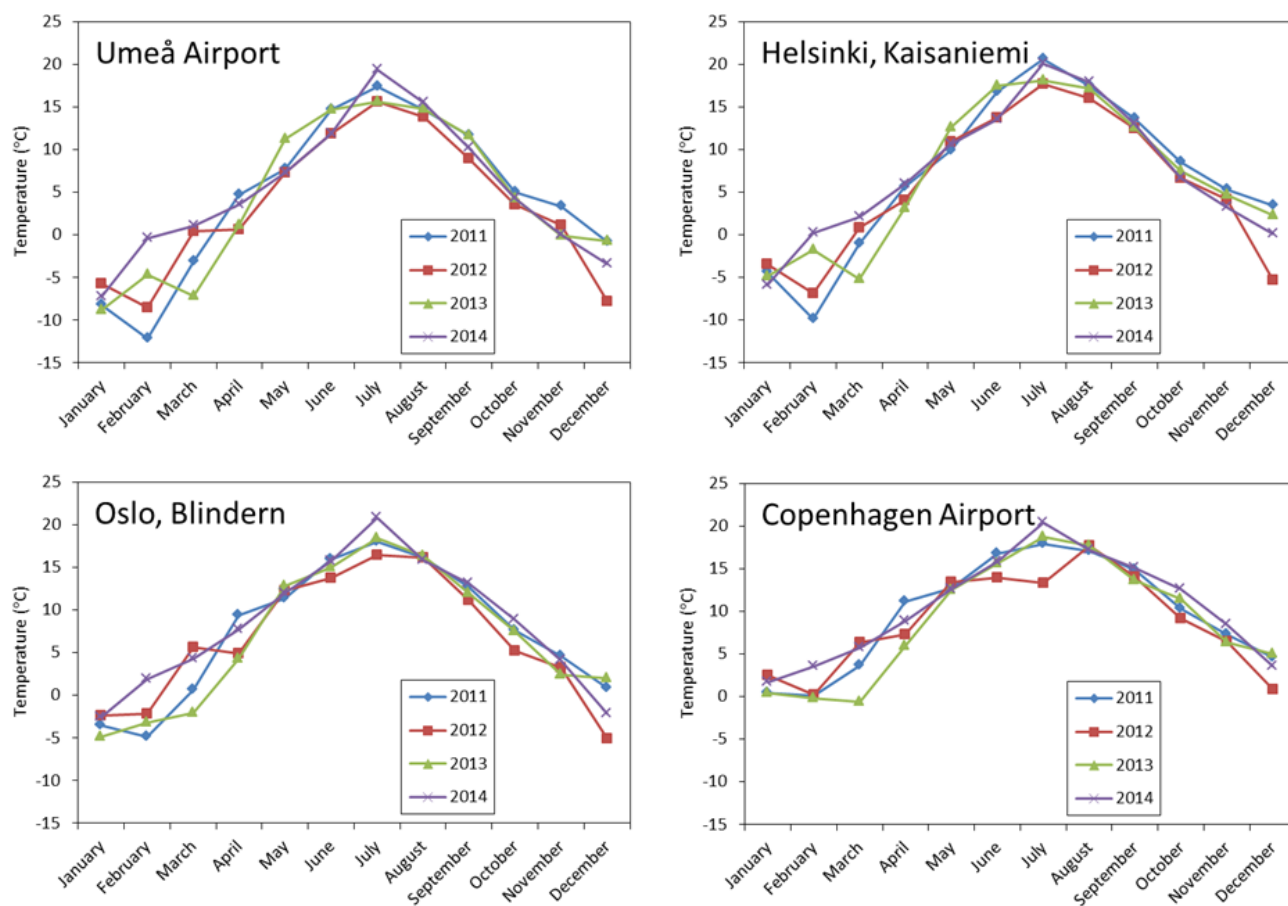 Umeå Airport
Temperature (°C)
25
20
15
10
5
0
-5
-10
-15
2011
2012
2013
2014
January
February
March
April
May
June
July
August
September
October
November
December
Helsinki, Kaisaniemi
Temperature (°C)
25
20
15
10
5
0
-5
-10
-15
2011
2012
2013
2014
January
February
March
April
May
June
July
August
September
October
November
December
Oslo, Blindern
Temperature (°C)
25
20
15
10
5
0
-5
-10
-15
2011
2012
2013
2014
January
February
March
April
May
June
July
August
September
October
November
December
Copenhagen Airport
Temperature (°C)
25
20
15
10
5
0
-5
-10
-15
2011
2012
2013
2014
January
February
March
April
May
June
July
August
September
October
November
December